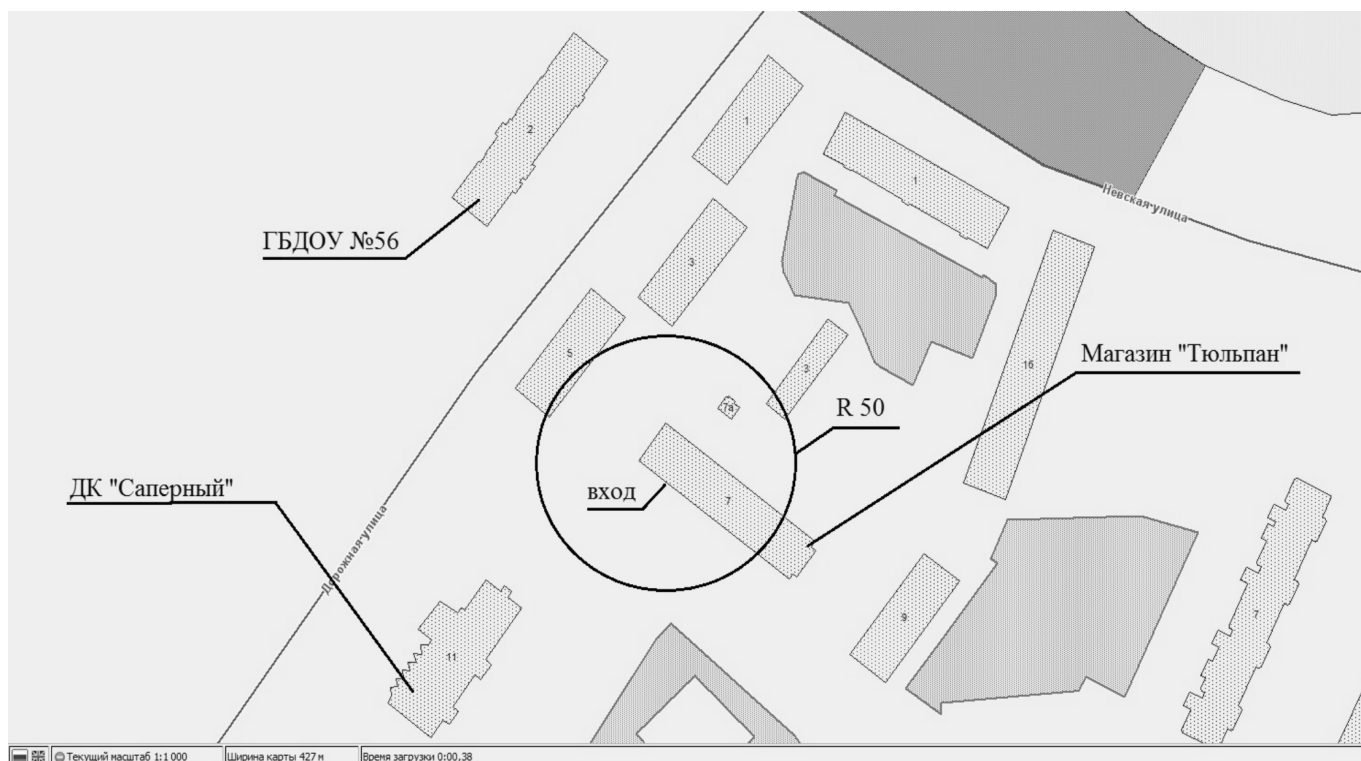 2
1
1
Невская улица
ГБДОУ №56
3
5
3
16
Магазин "Тюльпан"
7а
R 50
ДК "Саперный"
вход
7
Дорожная улица
9
7
11
Текущий масштаб 1:1 000
Ширина карты 427 м
Время загрузки 0:00,38